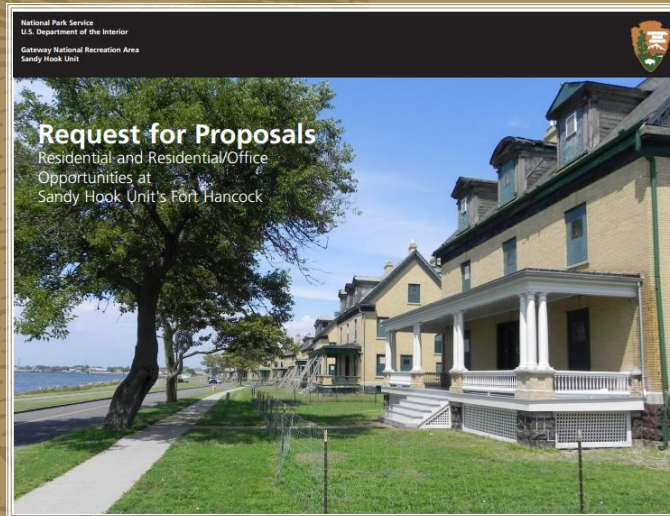 National Park Service
U.S. Department of the Interior
Gateway National Recreation Area
Sandy Hook Unit
Request for Proposals
Residential and Residential/Office
Opportunities at
Sandy Hook Unit's Fort Hancock